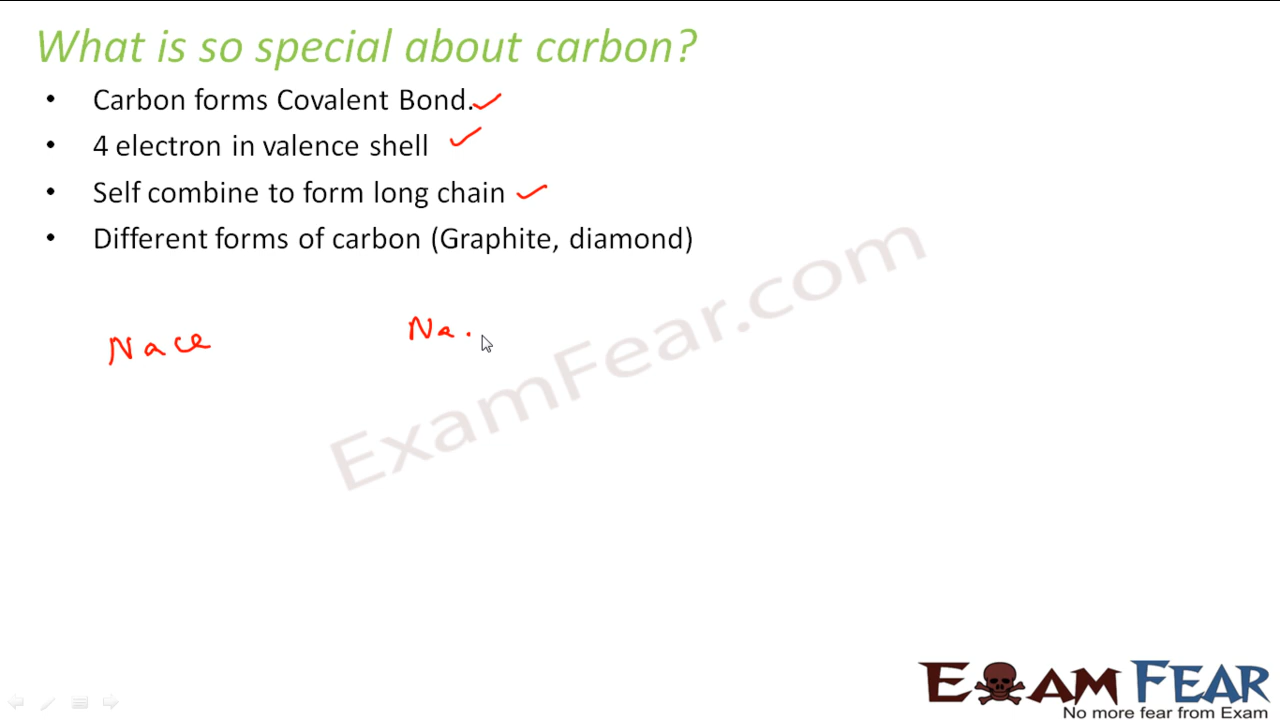 What is so special about carbon?
• Carbon forms Covalent Bond.
• 4 electron in valence shell
• Self combine to form long chain
• Different forms of carbon (Graphite, diamond)
NaCl Na.
ExamFear.com
EXAM FEAR
No more fear from Exam